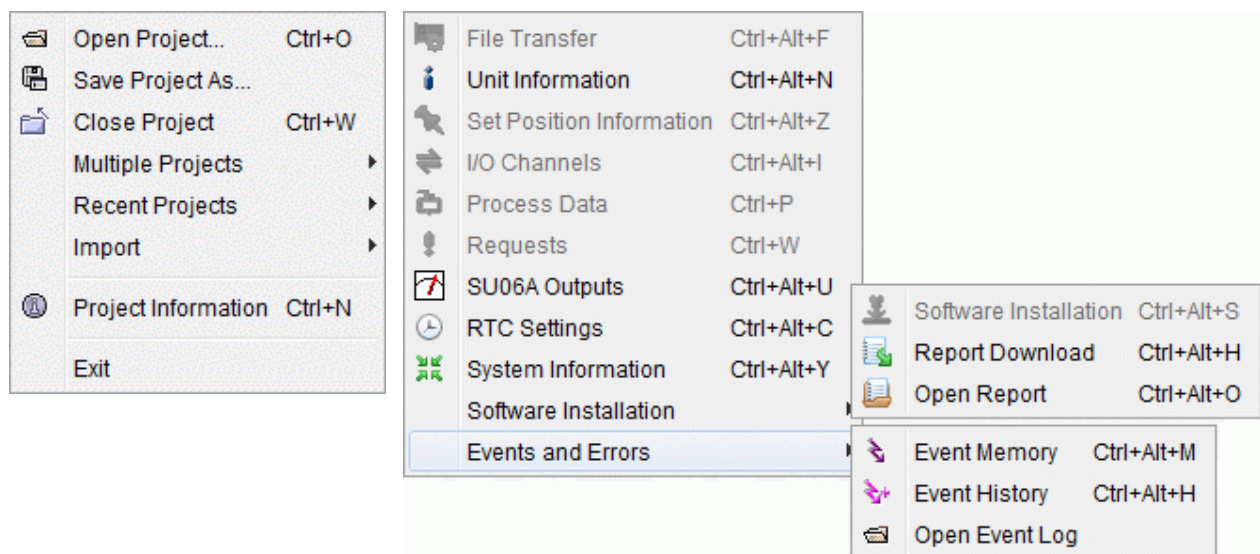 Open Project... Ctrl+O
Save Project As...
Close Project Ctrl+W
Multiple Projects
Recent Projects
Import
Project Information Ctrl+N
Exit
File Transfer Ctrl+Alt+F
Unit Information Ctrl+Alt+N
Set Position Information Ctrl+Alt+Z
I/O Channels Ctrl+Alt+I
Process Data Ctrl+P
Requests Ctrl+W
SU06A Outputs Ctrl+Alt+U
RTC Settings Ctrl+Alt+C
System Information Ctrl+Alt+Y
Software Installation
Events and Errors
Software Installation Ctrl+Alt+S
Report Download Ctrl+Alt+H
Open Report Ctrl+Alt+O
Event Memory Ctrl+Alt+M
Event History Ctrl+Alt+H
Open Event Log